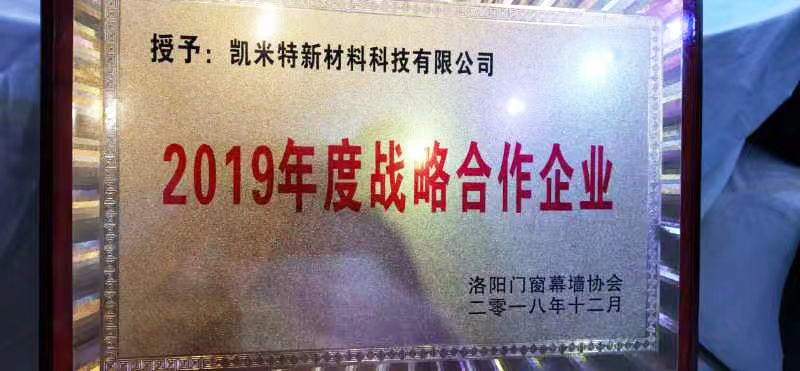 授予：凯米特新材料科技有限公司
2019年度战略合作企业
洛阳门窗幕墙协会
二零一八年十二月